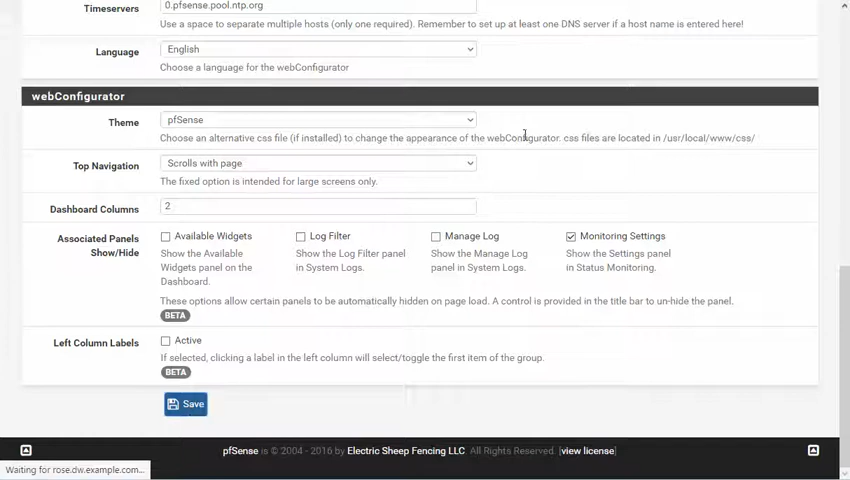 Timeservers
0.pfsense.pool.ntp.org
Use a space to separate multiple hosts (only one required). Remember to set up at least one DNS server if a host name is entered here!
Language
English
Choose a language for the webConfigurator
webConfigurator
Theme
pfSense
Choose an alternative css file (if installed) to change the appearance of the webConfigurator. css files are located in /usr/local/www/css/
Top Navigation
Scrolls with page
The fixed option is intended for large screens only.
Dashboard Columns
2
Associated Panels
Show/Hide
Available Widgets
Show the Available
Widgets panel on the
Dashboard.
Log Filter
Show the Log Filter panel
in System Logs.
Manage Log
Show the Manage Log
panel in System Logs.
Monitoring Settings
Show the Settings panel
in Status Monitoring.
These options allow certain panels to be automatically hidden on page load. A control is provided in the title bar to un-hide the panel.
BETA
Left Column Labels
Active
If selected, clicking a label in the left column will select/toggle the first item of the group.
BETA
Save
pfSense is © 2004 - 2016 by Electric Sheep Fencing LLC. All Rights Reserved. [view license]
Waiting for rose.dw.example.com...